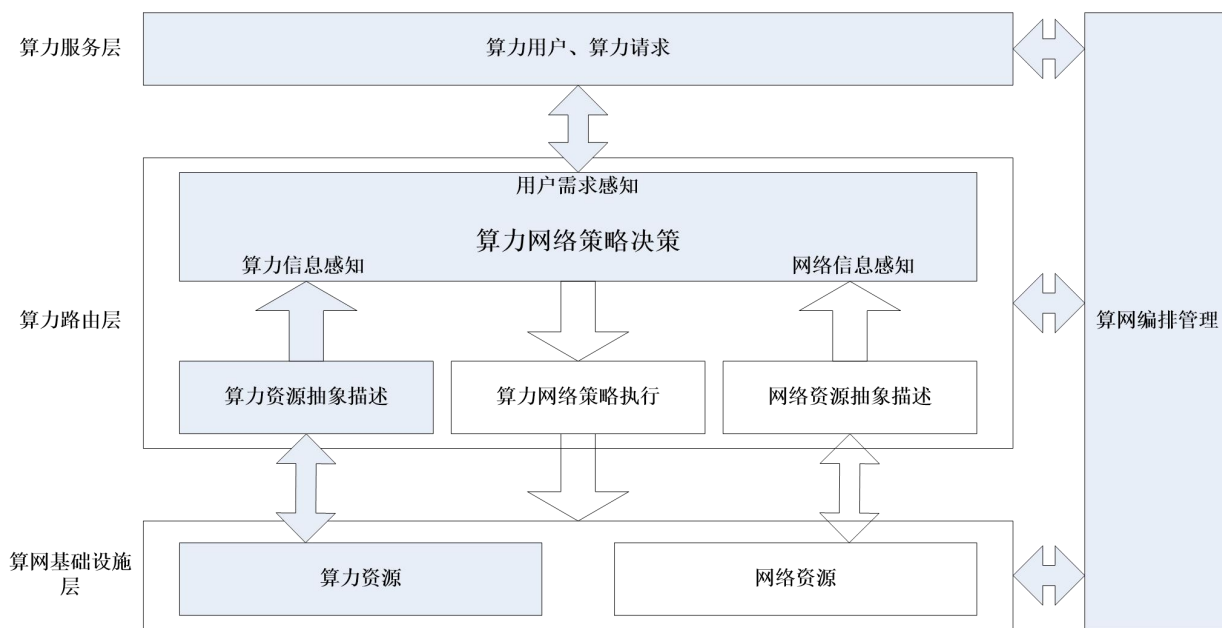 算力服务层
算力用户、算力请求
用户需求感知
算力网络策略决策
算力信息感知
网络信息感知
算力路由层
算网编排管理
算力资源抽象描述
算力网络策略执行
网络资源抽象描述
算网基础设施
层
算力资源
网络资源